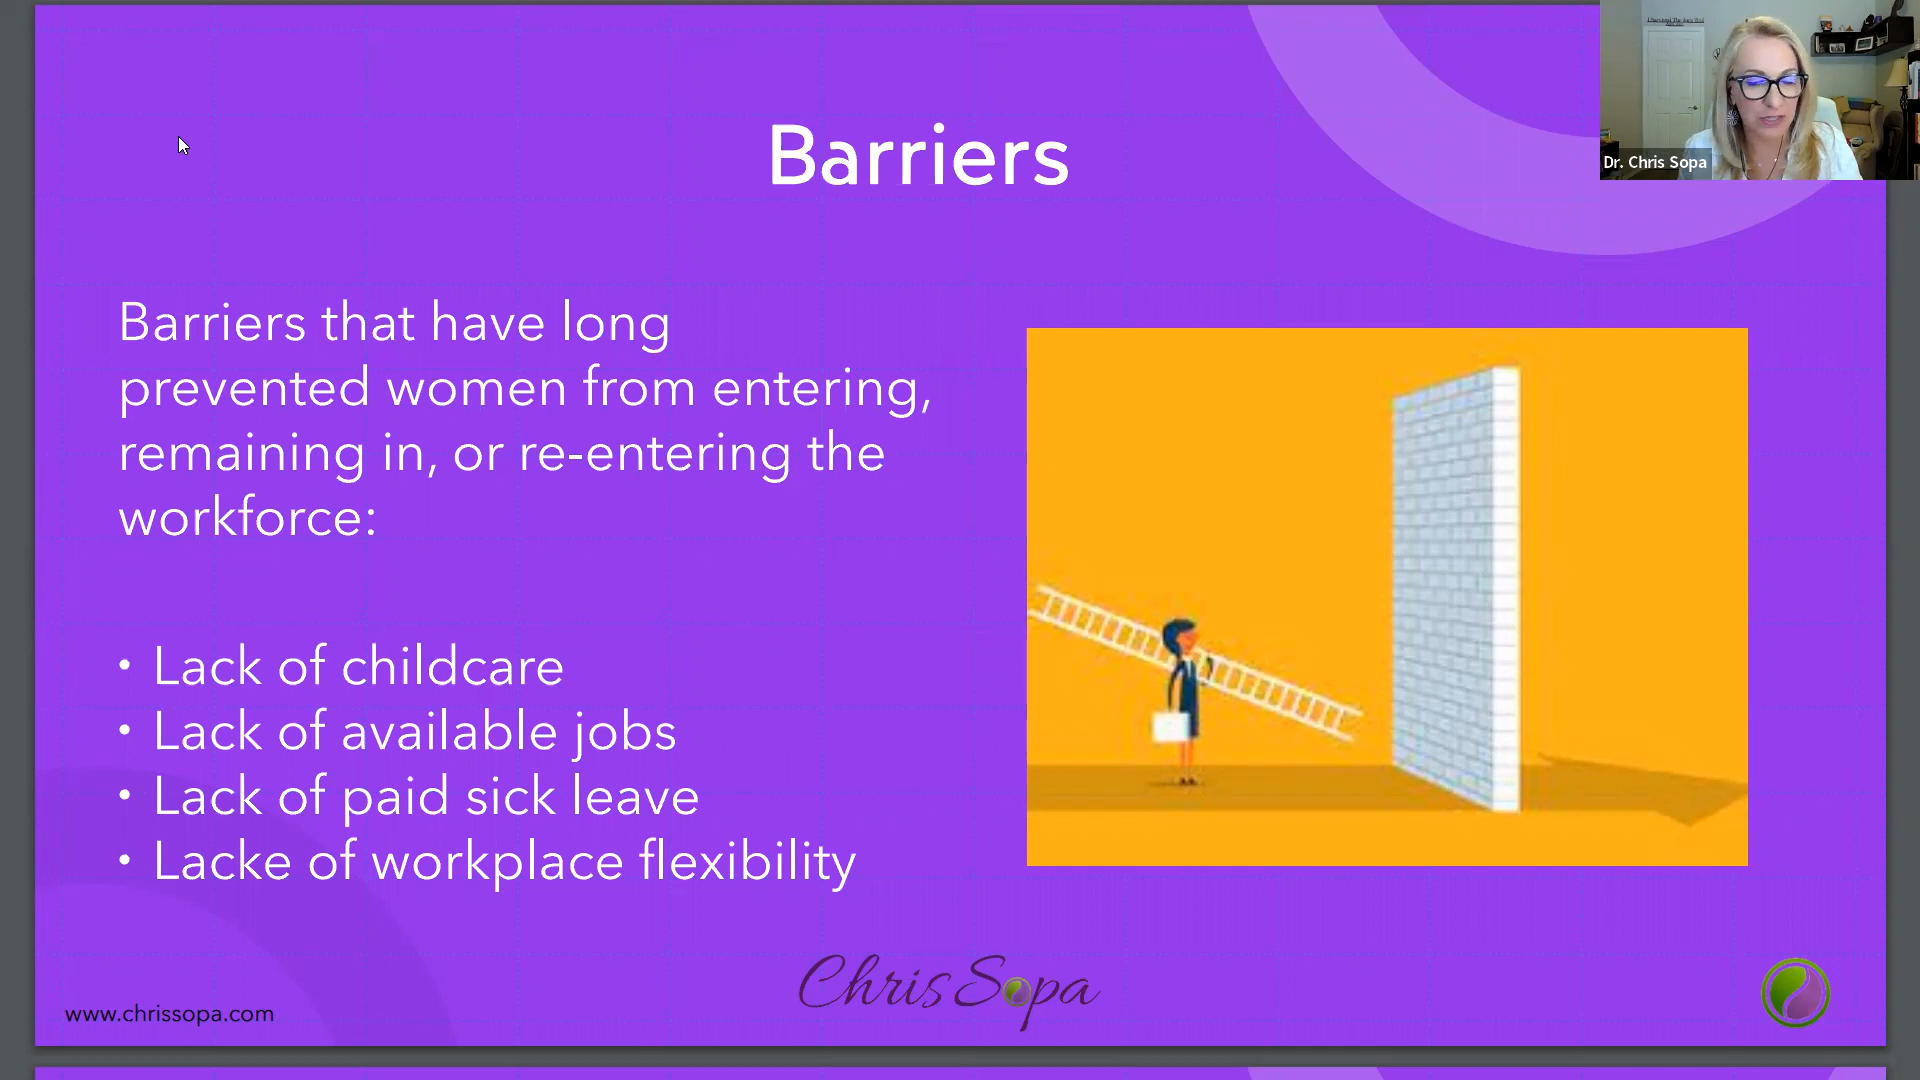 Barriers
Dr. Chris Sopa
Barriers that have long
prevented women from entering,
remaining in, or re-entering the
workforce:
• Lack of childcare
• Lack of available jobs
• Lack of paid sick leave
• Lacke of workplace flexibility
Chris Sopa
www.chrissopa.com